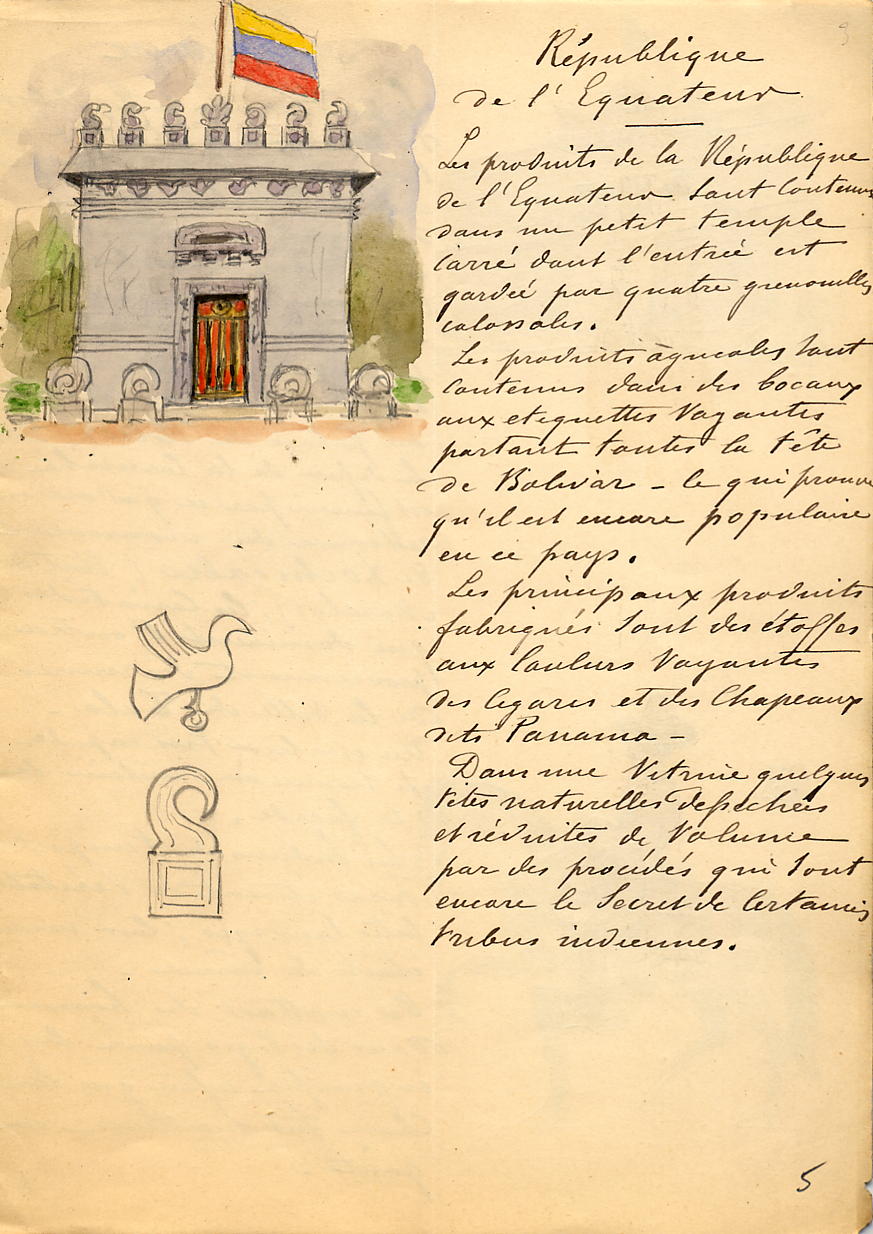 République
de l'Equateur
Les produits de la République
de l'Equateur sont contenus
dans un petit temple
carré dont l'entrée est
gardée par quatre grenouilles
colossales.
Les produits agricoles sont
contenus dans des bocaux
aux etiquettes voyantes
portant toutes la tête
de Bolivar – ce qui prouve
qu'il est encore populaire
en ce pays.
Les principaux produits
fabriqués sont des étoffes
aux couleurs voyantes
des cigares et des chapeaux
dits Panama –
Dans une vitrine quelques
têtes naturelles dessechées
et réduites de volume
par des procédés qui sont
encore le secret de certaines
tribus indiennes.
5